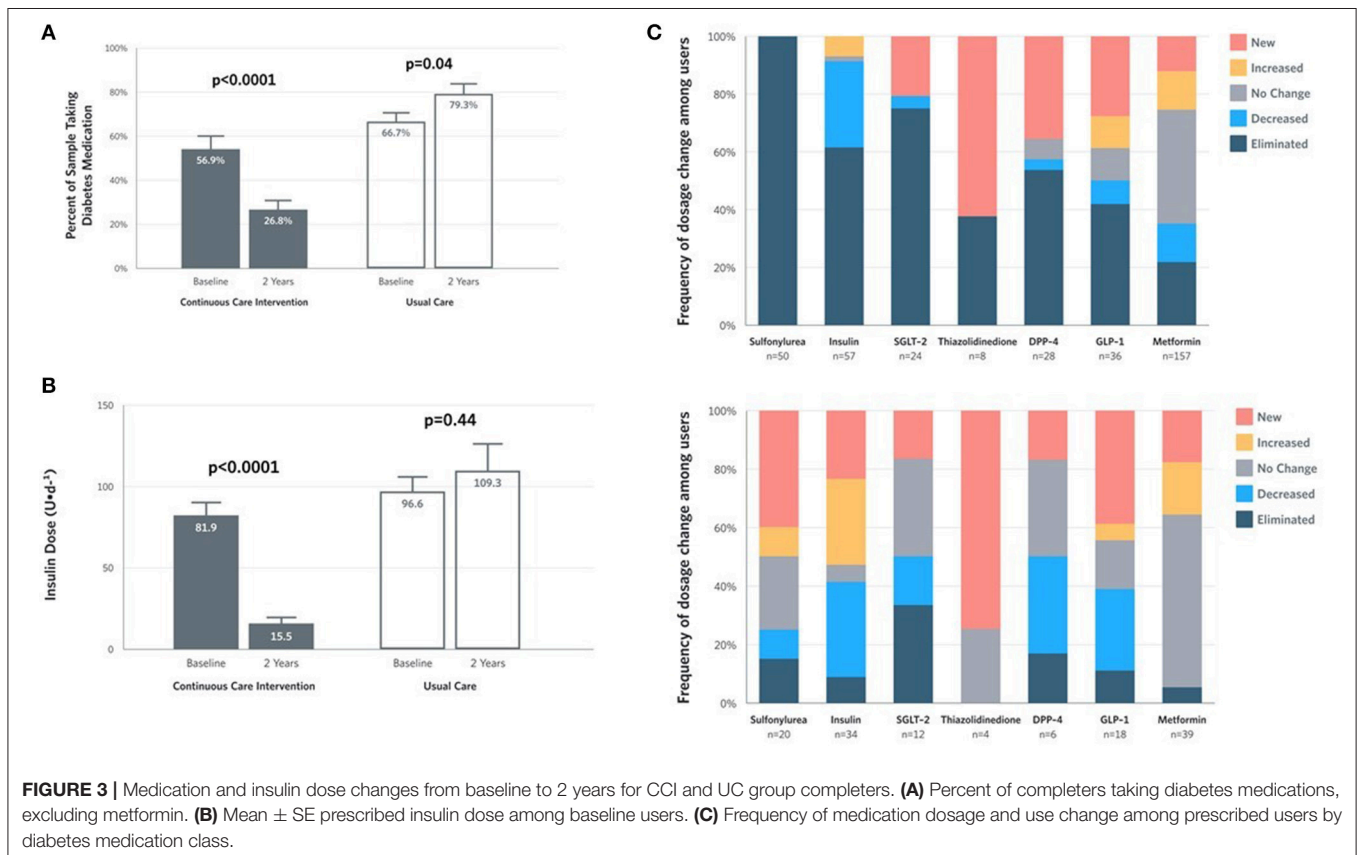 A
100%
80%
60%
40%
20%
0%
Percent of Sample Taking
Diabetes Medication
p<0.0001
p=0.04
56.9%
26.8%
66.7%
79.3%
Baseline
2 Years
Baseline
2 Years
Continuous Care Intervention
Usual Care
B
150
100
50
0
Insulin Dose (U•d-¹)
p<0.0001
p=0.44
81.9
15.5
96.6
109.3
Baseline
2 Years
Baseline
2 Years
Continuous Care Intervention
Usual Care
C
100%
80%
60%
40%
20%
0%
Frequency of dosage change among users
Sulfonylurea
n=50
Insulin
n=57
SGLT-2
n=24
Thiazolidinedione
n=8
DPP-4
n=28
GLP-1
n=36
Metformin
n=157
New
Increased
No Change
Decreased
Eliminated
100%
80%
60%
40%
20%
0%
Frequency of dosage change among users
Sulfonylurea
n=20
Insulin
n=34
SGLT-2
n=12
Thiazolidinedione
n=4
DPP-4
n=6
GLP-1
n=18
Metformin
n=39
New
Increased
No Change
Decreased
Eliminated
FIGURE 3 | Medication and insulin dose changes from baseline to 2 years for CCI and UC group completers. (A) Percent of completers taking diabetes medications,
excluding metformin. (B) Mean ± SE prescribed insulin dose among baseline users. (C) Frequency of medication dosage and use change among prescribed users by
diabetes medication class.